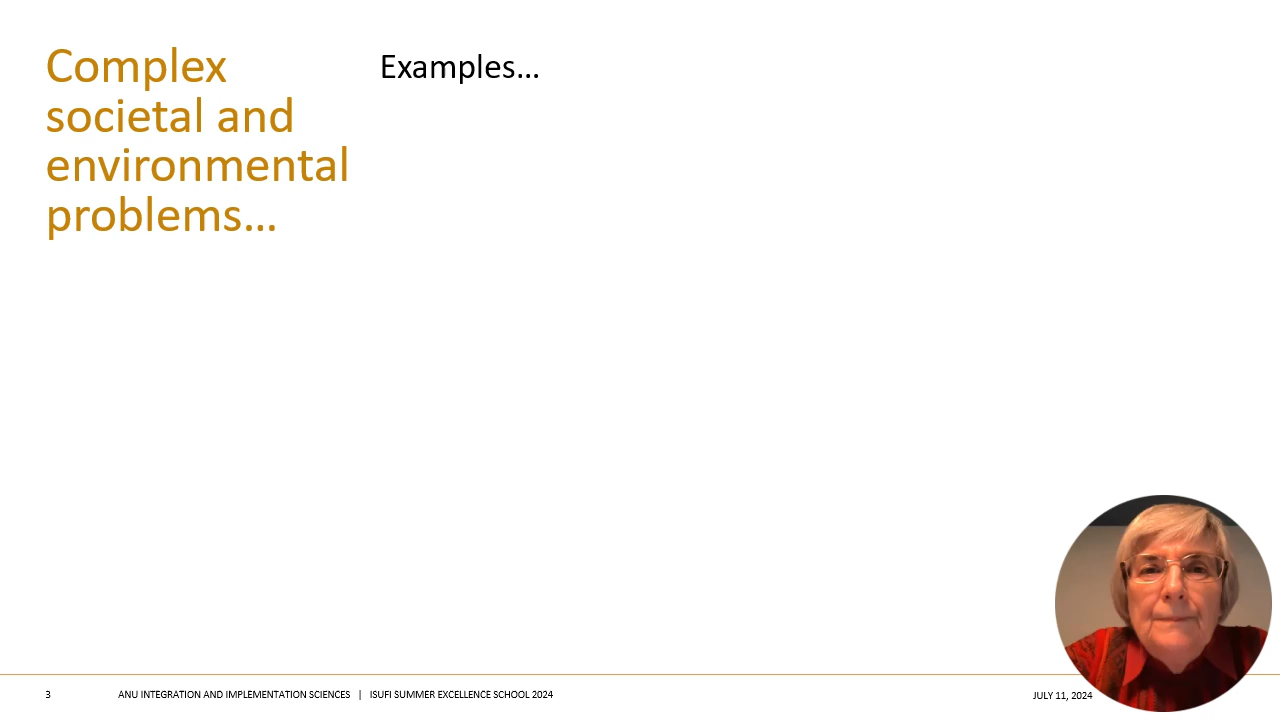 Complex
societal and
environmental
problems…
Examples…
3
ANU INTEGRATION AND IMPLEMENTATION SCIENCES | ISUFI SUMMER EXCELLENCE SCHOOL 2024
JULY 11, 2024